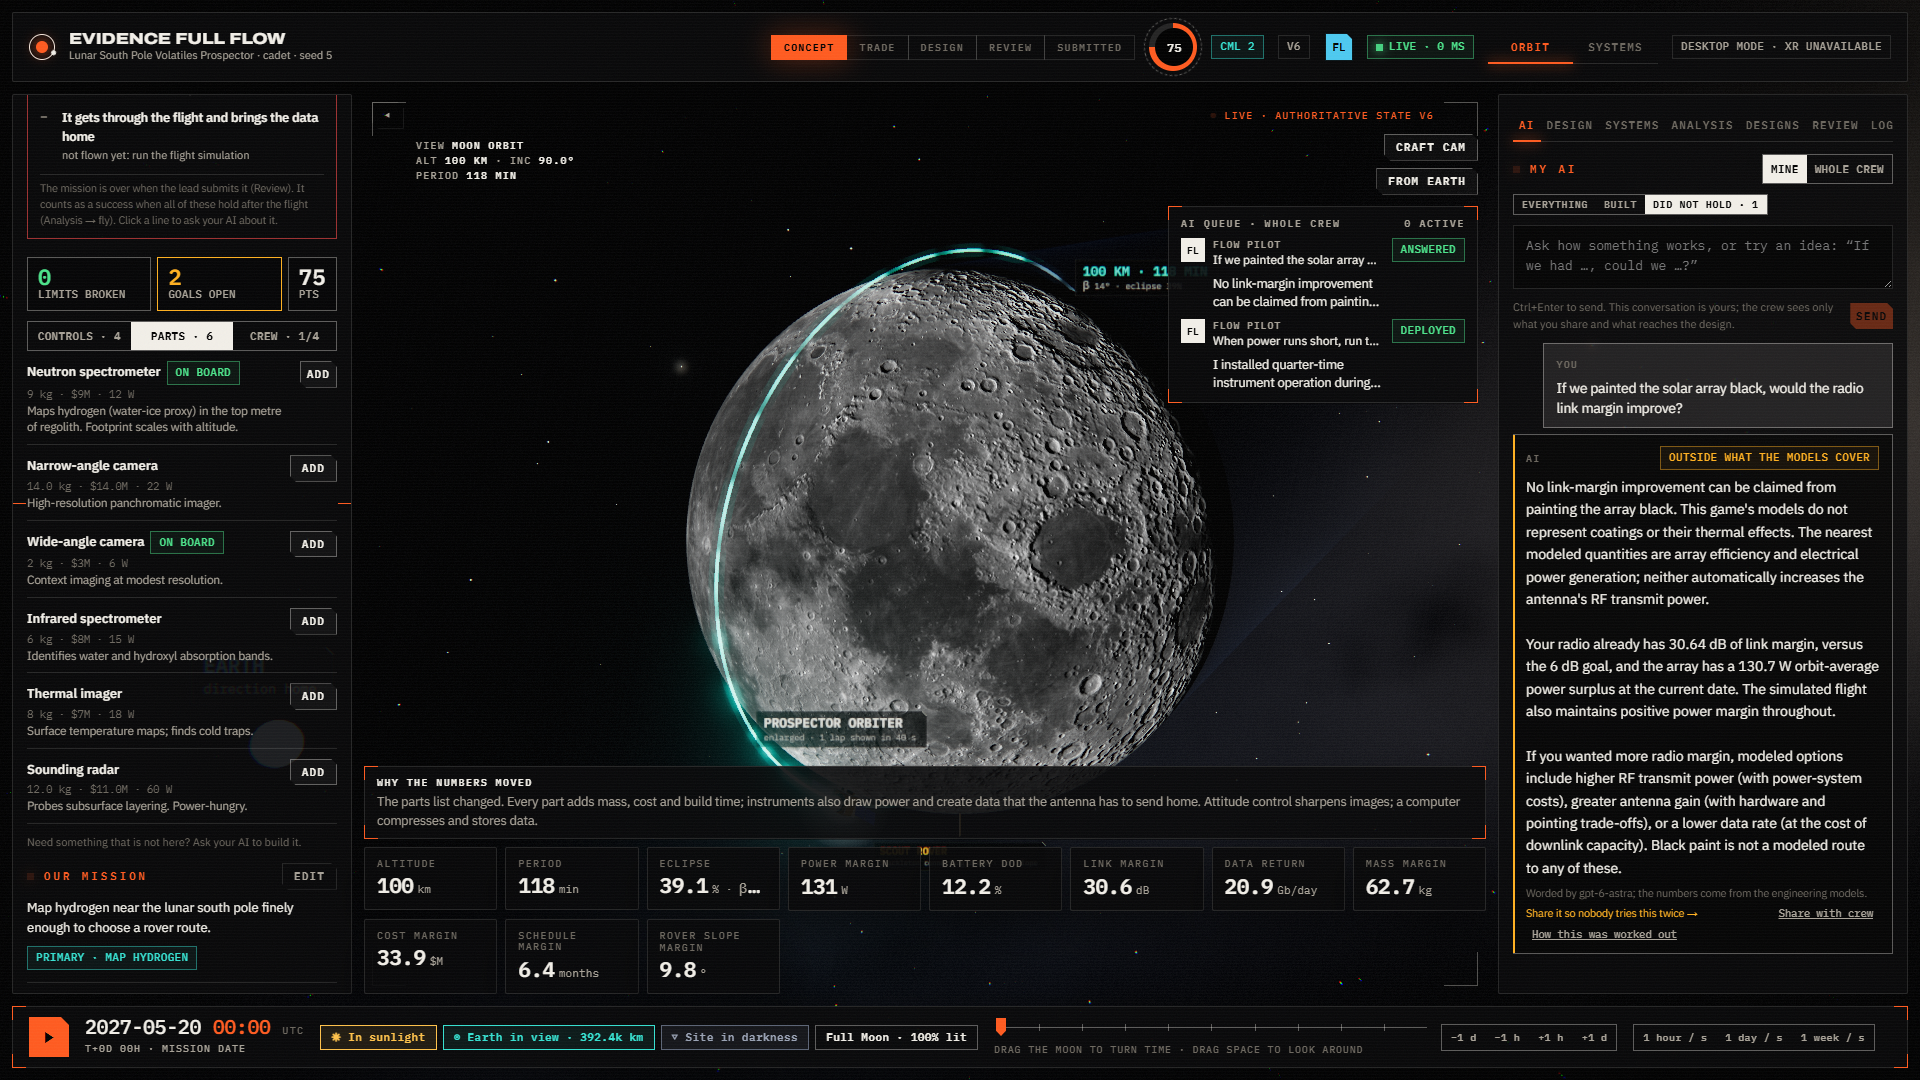 EVIDENCE FULL FLOW
Lunar South Pole Volatiles Prospector · cadet · seed 5
CONCEPT
TRADE
DESIGN
REVIEW
SUBMITTED
75
CML 2
V6
FL
LIVE · 0 MS
ORBIT
SYSTEMS
DESKTOP MODE · XR UNAVAILABLE
– It gets through the flight and brings the data
home
not flown yet: run the flight simulation
The mission is over when the lead submits it (Review). It
counts as a success when all of these hold after the flight
(Analysis → fly). Click a line to ask your AI about it.
0
LIMITS BROKEN
2
GOALS OPEN
75
PTS
CONTROLS · 4
PARTS · 6
CREW · 1/4
Neutron spectrometer ON BOARD
ADD
9 kg · $9M · 12 W
Maps hydrogen (water-ice proxy) in the top metre
of regolith. Footprint scales with altitude.
Narrow-angle camera
ADD
14.0 kg · $14.0M · 22 W
High-resolution panchromatic imager.
Wide-angle camera ON BOARD
ADD
2 kg · $3M · 6 W
Context imaging at modest resolution.
Infrared spectrometer
ADD
6 kg · $8M · 15 W
Identifies water and hydroxyl absorption bands.
EARTH
direction
Thermal imager
ADD
8 kg · $7M · 18 W
Surface temperature maps; finds cold traps.
Sounding radar
ADD
12.0 kg · $11.0M · 60 W
Probes subsurface layering. Power-hungry.
Need something that is not here? Ask your AI to build it.
OUR MISSION
EDIT
Map hydrogen near the lunar south pole finely
enough to choose a rover route.
PRIMARY · MAP HYDROGEN
◂
VIEW MOON ORBIT
ALT 100 KM · INC 90.0°
PERIOD 118 MIN
LIVE · AUTHORITATIVE STATE V6
CRAFT CAM
FROM EARTH
AI QUEUE · WHOLE CREW
0 ACTIVE
FL
FLOW PILOT
ANSWERED
If we painted the solar array ...
No link-margin improvement
can be claimed from paintin...
FL
FLOW PILOT
DEPLOYED
When power runs short, run t...
I installed quarter-time
instrument operation during...
100 KM · 118 MIN
β 14° · eclipse
PROSPECTOR ORBITER
enlarged · 1 lap shown in 40 s
WHY THE NUMBERS MOVED
The parts list changed. Every part adds mass, cost and build time; instruments also draw power and create data that the antenna has to send home. Attitude control sharpens images; a computer
compresses and stores data.
SCOUT ROVER
ALTITUDE
100 km
PERIOD
118 min
ECLIPSE
39.1 % · β...
POWER MARGIN
131 W
BATTERY DOD
12.2 %
LINK MARGIN
30.6 dB
DATA RETURN
20.9 Gb/day
MASS MARGIN
62.7 kg
COST MARGIN
33.9 $M
SCHEDULE
MARGIN
6.4 months
ROVER SLOPE
MARGIN
9.8 °
AI
DESIGN
SYSTEMS
ANALYSIS
DESIGNS
REVIEW
LOG
MY AI
MINE
WHOLE CREW
EVERYTHING
BUILT
DID NOT HOLD · 1
Ask how something works, or try an idea: “If
we had …, could we …?”
Ctrl+Enter to send. This conversation is yours; the crew sees only
what you share and what reaches the design.
SEND
YOU
If we painted the solar array black, would the radio
link margin improve?
AI
OUTSIDE WHAT THE MODELS COVER
No link-margin improvement can be claimed from
painting the array black. This game's models do not
represent coatings or their thermal effects. The nearest
modeled quantities are array efficiency and electrical
power generation; neither automatically increases the
antenna's RF transmit power.
Your radio already has 30.64 dB of link margin, versus
the 6 dB goal, and the array has a 130.7 W orbit-average
power surplus at the current date. The simulated flight
also maintains positive power margin throughout.
If you wanted more radio margin, modeled options
include higher RF transmit power (with power-system
costs), greater antenna gain (with hardware and
pointing trade-offs), or a lower data rate (at the cost of
downlink capacity). Black paint is not a modeled route
to any of these.
Worded by gpt-6-astra; the numbers come from the engineering models.
Share it so nobody tries this twice →
Share with crew
How this was worked out
2027-05-20 00:00 UTC
T+0D 00H · MISSION DATE
In sunlight
Earth in view · 392.4k km
Site in darkness
Full Moon · 100% lit
DRAG THE MOON TO TURN TIME · DRAG SPACE TO LOOK AROUND
−1 d
−1 h
+1 h
+1 d
1 hour / s
1 day / s
1 week / s